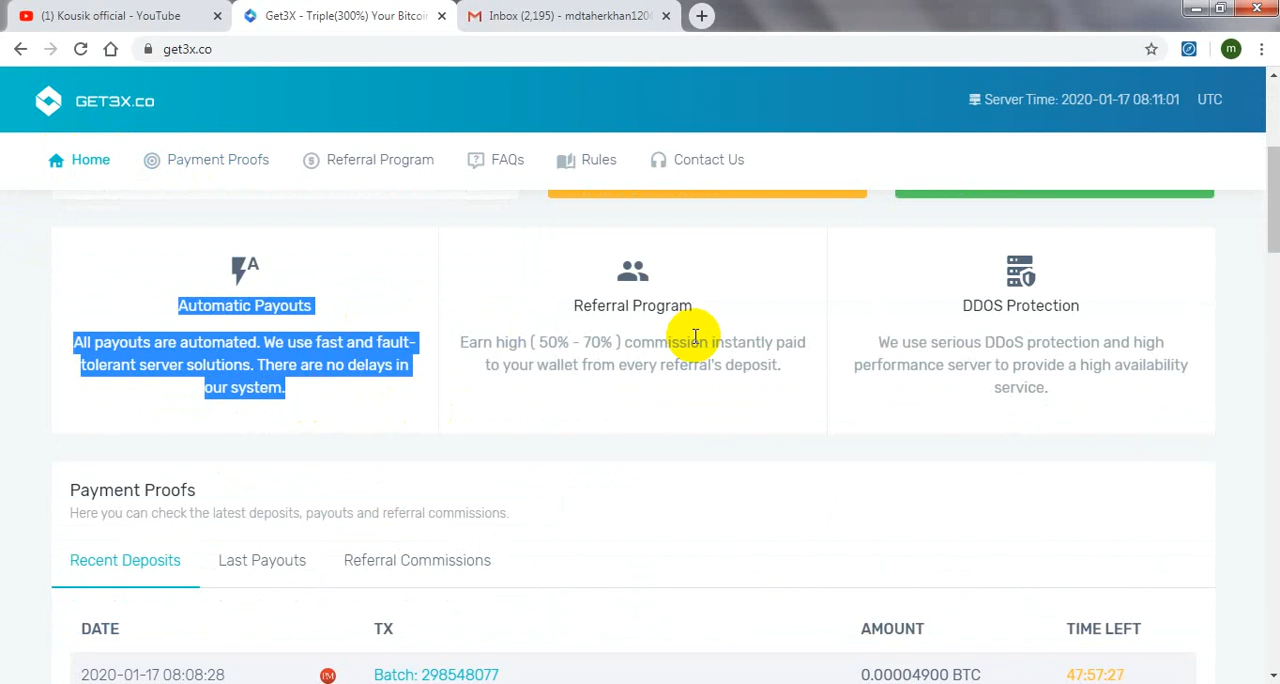 (1) Kousik official - YouTube
Get3X - Triple(300%) Your Bitcoin
Inbox (2,195) - mdtaherkhan120
get3x.co
m
GET3X.co
Server Time: 2020-01-17 08:11:01 UTC
Home
Payment Proofs
Referral Program
FAQs
Rules
Contact Us
A
Automatic Payouts
All payouts are automated. We use fast and fault-
tolerant server solutions. There are no delays in
our system.
Referral Program
Earn high ( 50% - 70% ) commission instantly paid
to your wallet from every referral's deposit.
DDOS Protection
We use serious DDoS protection and high
performance server to provide a high availability
service.
Payment Proofs
Here you can check the latest deposits, payouts and referral commissions.
Recent Deposits
Last Payouts
Referral Commissions
DATE
TX
AMOUNT
TIME LEFT
2020-01-17 08:08:28
PM
Batch: 298548077
0.00004900 BTC
47:57:27